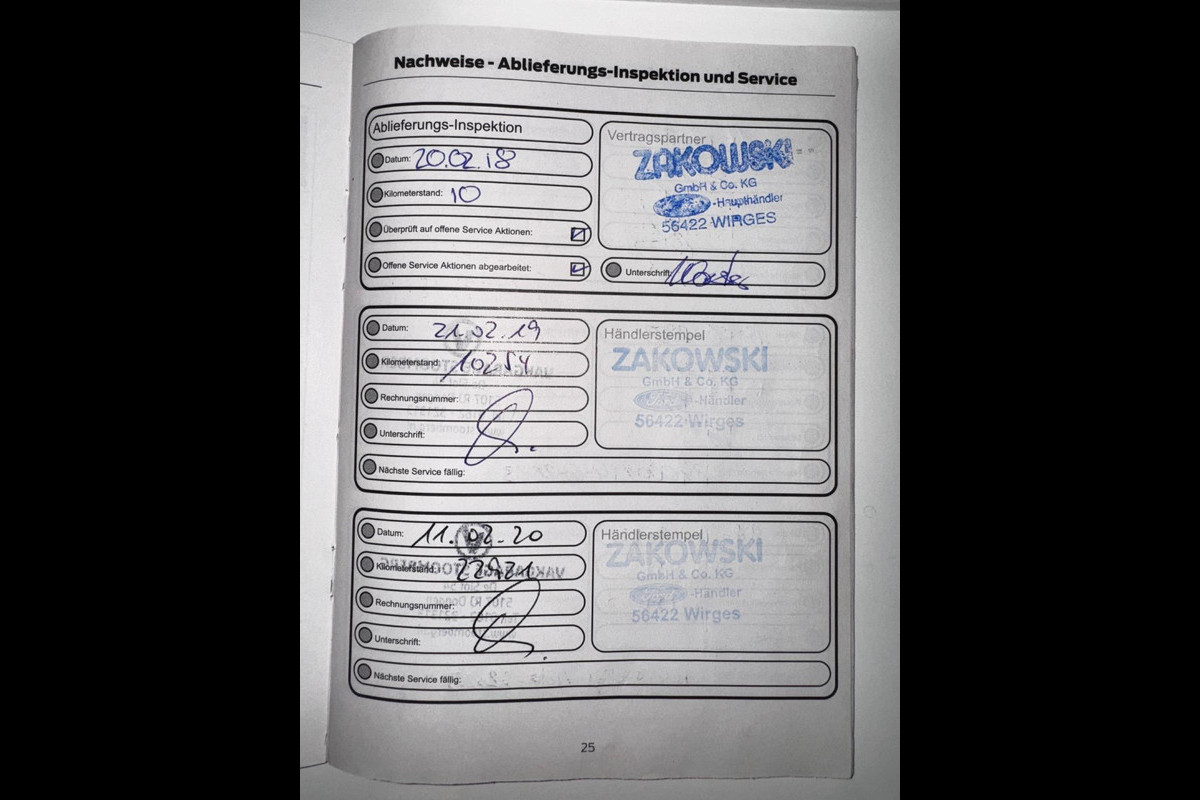 Nachweise - Ablieferungs-Inspektion und Service
Ablieferungs-Inspektion
Datum: 20.02.18
Kilometerstand: 10
Überprüft auf offene Service Aktionen:
Offene Service Aktionen abgearbeitet:
Vertragspartner
ZAKOWSKI
GmbH & Co. KG
-Haupthändler
56422 WIRGES
Unterschrift:
Datum: 21.02.19
Kilometerstand: 10254
Rechnungsnummer:
Unterschrift:
Nächste Service fällig:
Händlerstempel
ZAKOWSKI
GmbH & Co. KG
-Händler
56422 Wirges
Datum: 11.02.20
Kilometerstand:
Rechnungsnummer:
Unterschrift:
Nächste Service fällig:
Händlerstempel
ZAKOWSKI
GmbH & Co. KG
-Händler
56422 Wirges
25